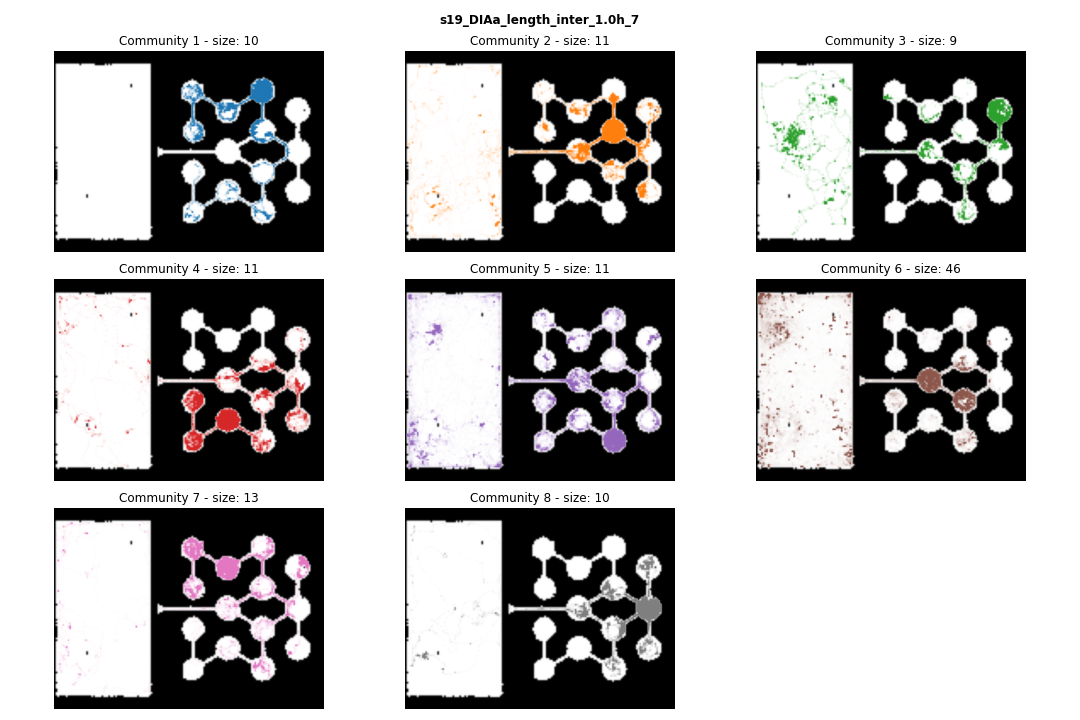 s19_DIAa_length_inter_1.0h_7
Community 1 - size: 10
Community 2 - size: 11
Community 3 - size: 9
Community 4 - size: 11
Community 5 - size: 11
Community 6 - size: 46
Community 7 - size: 13
Community 8 - size: 10